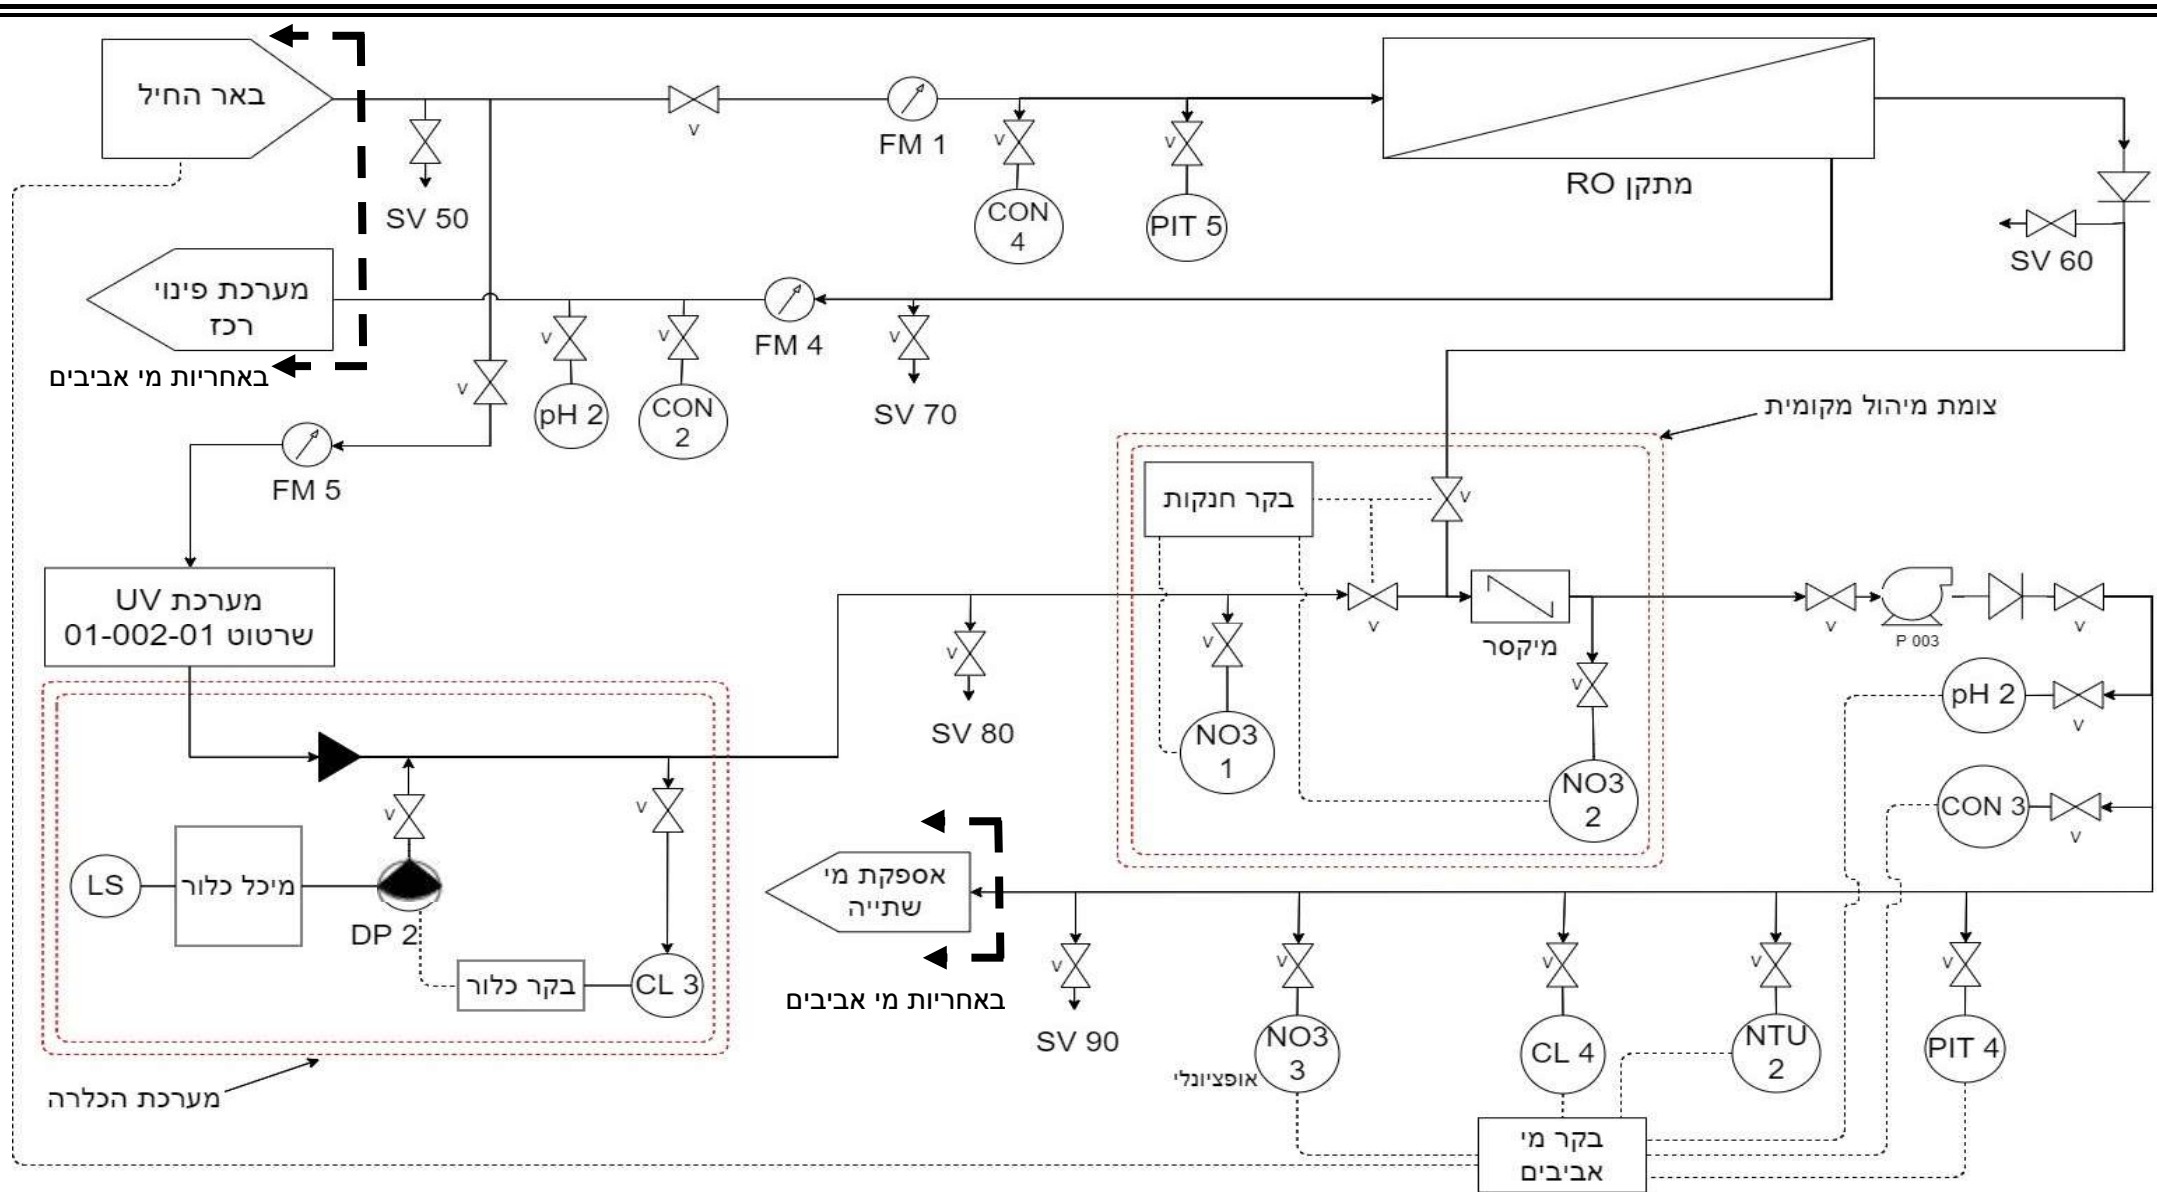 באר החיל
v
FM 1
SV 50
v
CON
4
v
PIT 5
מתקן RO
SV 60
מערכת פינוי
רכז
באחריות מי אביבים
v
FM 5
v
pH 2
v
CON
2
FM 4
v
SV 70
צומת מיהול מקומית
בקר חנקות
v
v
מיקסר
v
NO3
1
v
NO3
2
v
P 003
v
pH 2
v
CON 3
v
מערכת UV
שרטוט 01-002-01
v
SV 80
LS
מיכל כלור
v
DP 2
בקר כלור
v
CL 3
מערכת הכלרה
אספקת מי
שתייה
באחריות מי אביבים
v
SV 90
v
NO3
3
אופציונלי
v
CL 4
v
NTU
2
v
PIT 4
בקר מי
אביבים